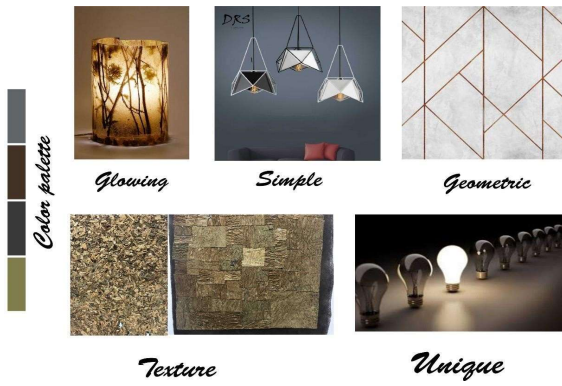 DRS
Color palette
Glowing
Simple
Geometric
Texture
Unique